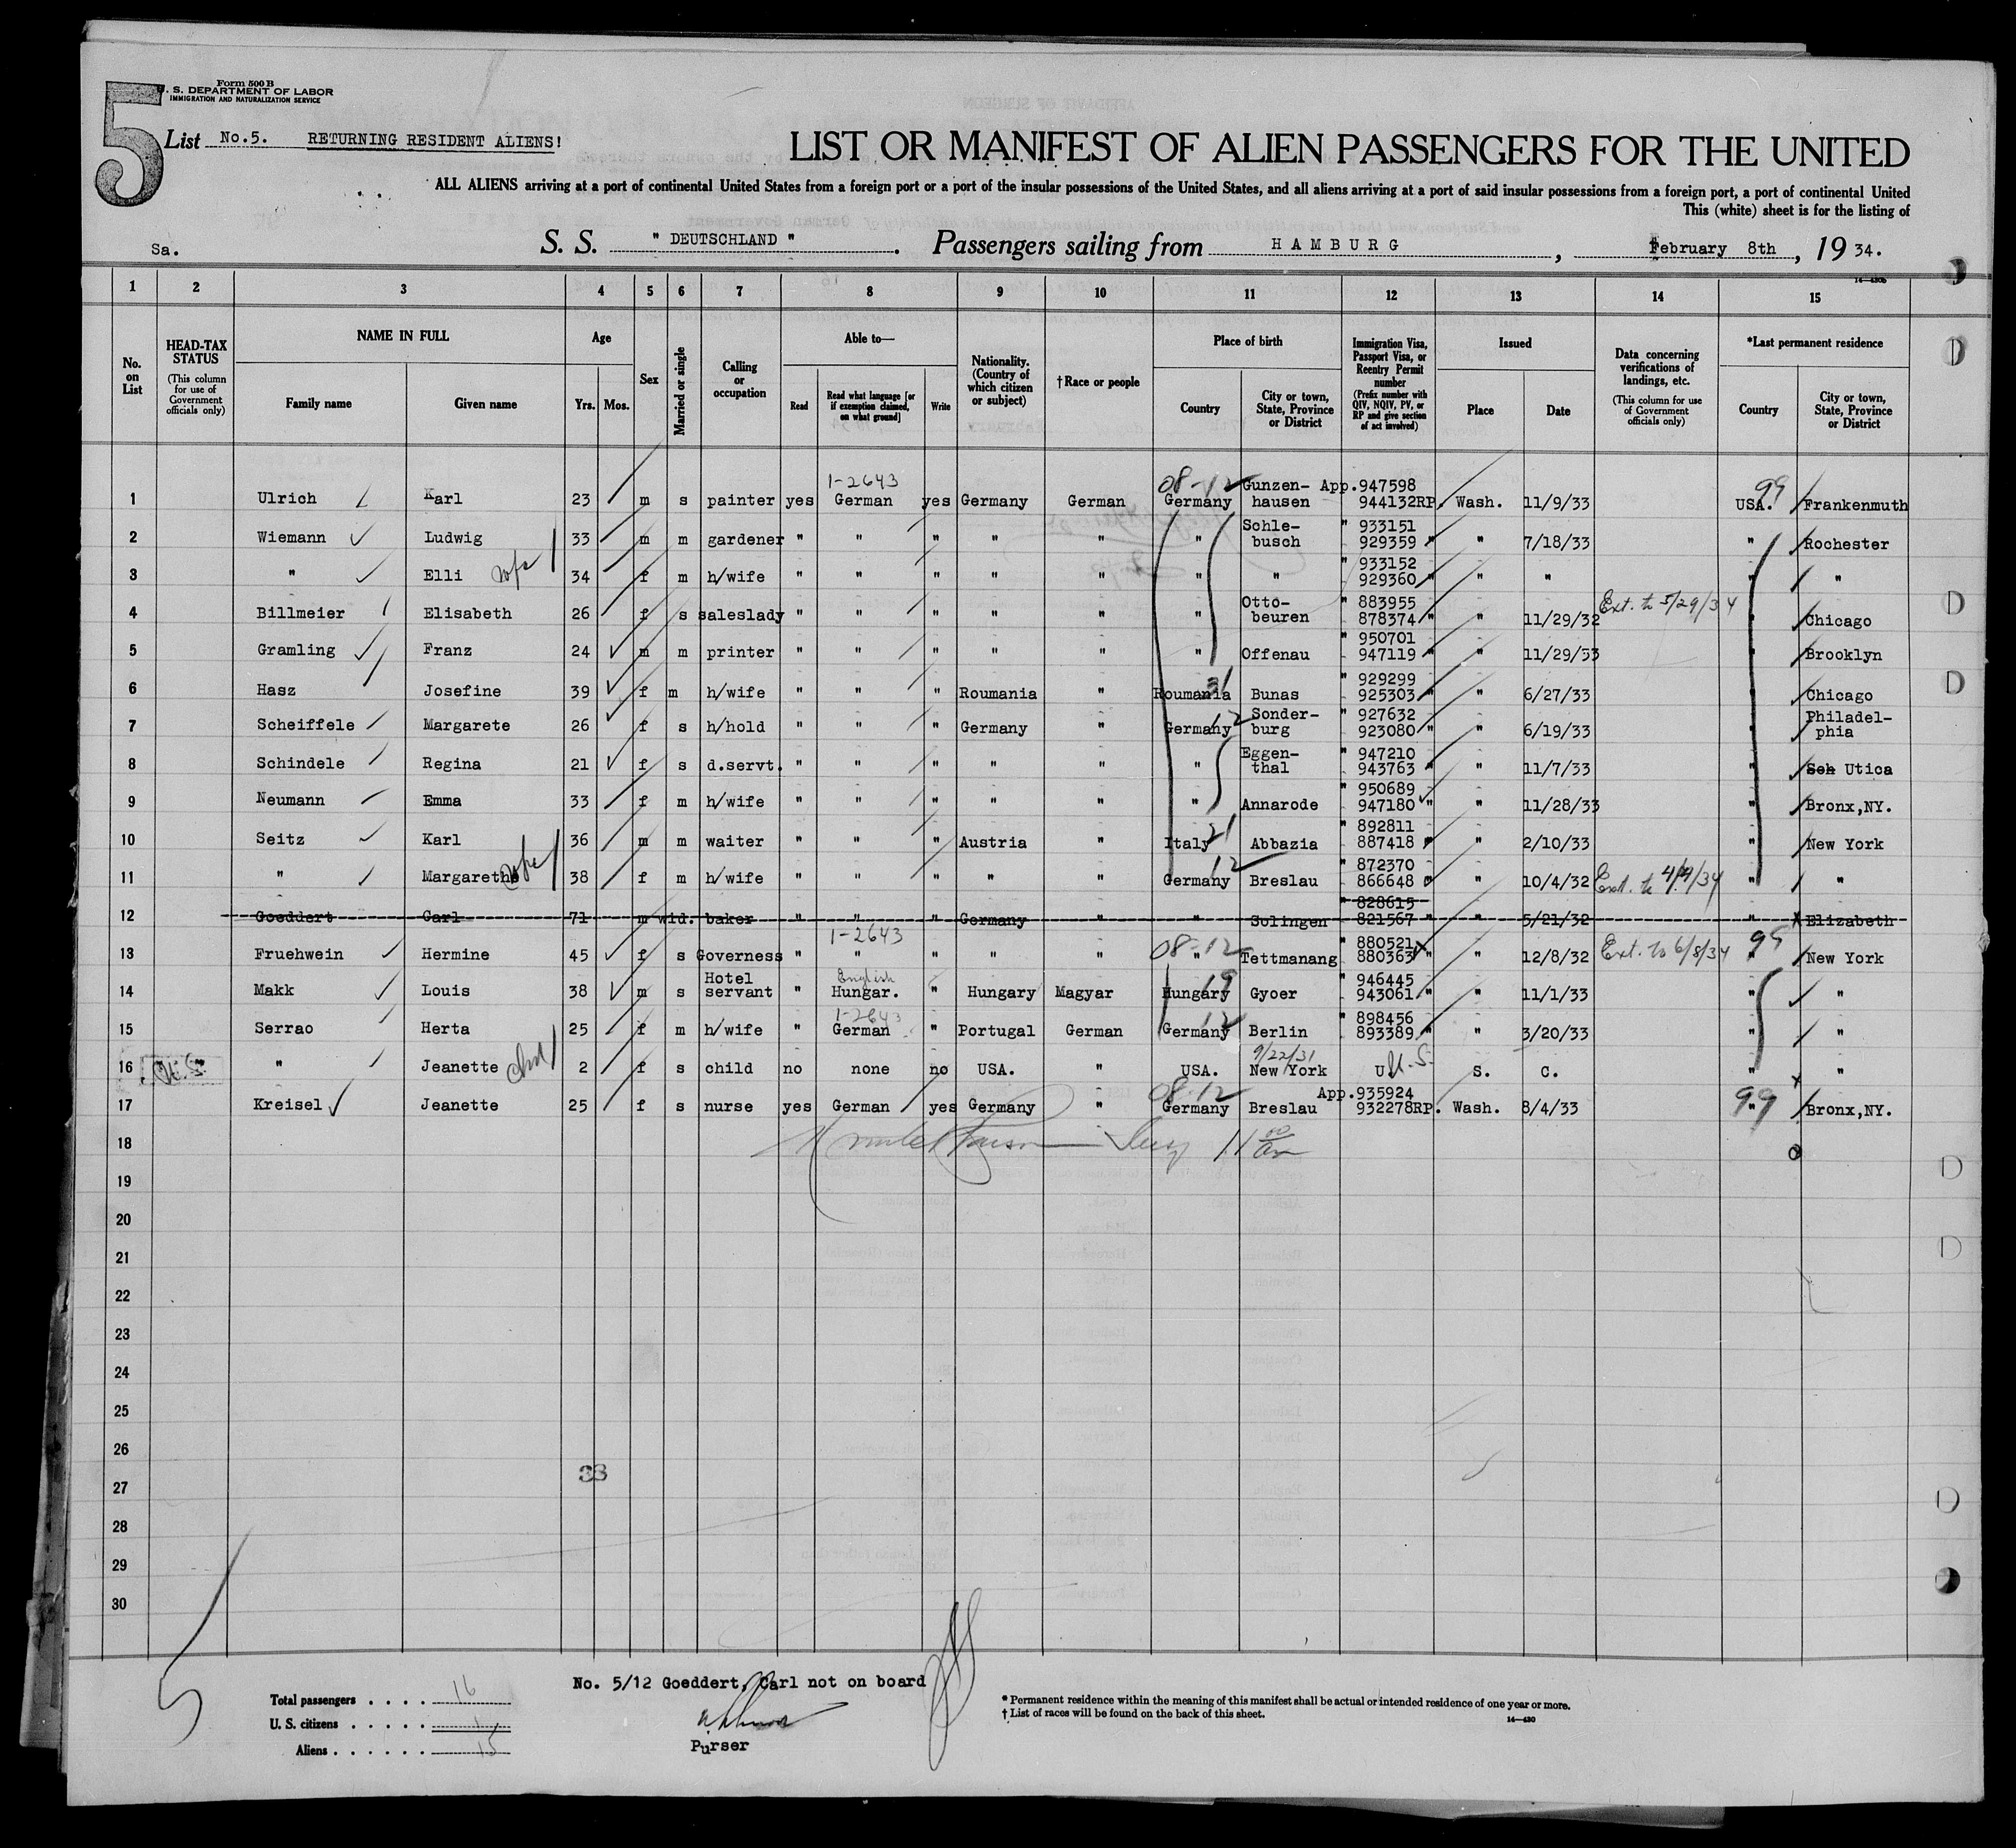 5
Form 500 B
U. S. DEPARTMENT OF LABOR
IMMIGRATION AND NATURALIZATION SERVICE
List No.5. RETURNING RESIDENT ALIENS!
LIST OR MANIFEST OF ALIEN PASSENGERS FOR THE UNITED
ALL ALIENS arriving at a port of continental United States from a foreign port or a port of the insular possessions of the United States, and all aliens arriving at a port of said insular possessions from a foreign port, a port of continental United
This (white) sheet is for the listing of
Sa. S. S. " DEUTSCHLAND ". Passengers sailing from HAMBURG, February 8th, 19 34.
14—430b
1 2 3 4 5 6 7 8 9 10 11 12 13 14 15
No. on List
HEAD-TAX STATUS (This column for use of Government officials only)
NAME IN FULL Family name Given name
Age Yrs. Mos.
Sex
Married or single
Calling or occupation
Able to— Read Read what language [or if exemption claimed, on what ground] Write
Nationality. (Country of which citizen or subject)
†Race or people
Place of birth Country City or town, State, Province or District
Immigration Visa, Passport Visa, or Reentry Permit number (Prefix number with QIV, NQIV, PV, or RP and give section of act involved)
Issued Place Date
Data concerning verifications of landings, etc. (This column for use of Government officials only)
*Last permanent residence Country City or town, State, Province or District
1-2643 08-12 Gunzen- App.947598 99
1 Ulrich Karl 23 m s painter yes German yes Germany German Germany hausen 944132RP. Wash. 11/9/33 USA. Frankenmuth
Schle- " 933151
2 Wiemann Ludwig 33 m m gardener " " " " " " busch 929359 " " 7/18/33 " Rochester
" 933152
3 " Elli wife 34 f m h/wife " " " " " " " 929360 " " " " "
Otto- " 883955 Ext. to 5/29/34
4 Billmeier Elisabeth 26 f s saleslady " " " " " " beuren 878374 " " 11/29/32 " Chicago
" 950701
5 Gramling Franz 24 m m printer " " " " " " Offenau 947119 " " 11/29/33 " Brooklyn
31 " 929299
6 Hasz Josefine 39 f m h/wife " " " Roumania " Roumania Bunas 925303 " " 6/27/33 " Chicago
12 Sonder- " 927632 Philadel-
7 Scheiffele Margarete 26 f s h/hold " " " Germany " Germany burg 923080 " " 6/19/33 " phia
Eggen- " 947210
8 Schindele Regina 21 f s d.servt. " " " " " " thal 943763 " " 11/7/33 " Sch Utica
" 950689
9 Neumann Emma 33 f m h/wife " " " " " " Annarode 947180 " " 11/28/33 " Bronx,NY.
21 " 892811
10 Seitz Karl 36 m m waiter " " " Austria " Italy Abbazia 887418 " " 2/10/33 " New York
12 " 872370
11 " Margarethe wife 38 f m h/wife " " " " " Germany Breslau 866648 " " 10/4/32 Ext. to 4/4/34 " "
" 828615
12 Goeddert Carl 71 m wid. baker " " " Germany " " Solingen 821567 " " 5/21/32 " Elizabeth
1-2643 08-12 " 880521 99
13 Fruehwein Hermine 45 f s Governess " " " " " " Tettmanang 880363 " " 12/8/32 Ext. to 6/8/34 " New York
Hotel English 19 " 946445
14 Makk Louis 38 m s servant " Hungar. " Hungary Magyar Hungary Gyoer 943061 " " 11/1/33 " "
1-2643 12 " 898456
15 Serrao Herta 25 f m h/wife " German " Portugal German Germany Berlin 893389 " " 3/20/33 " "
9/22/31
16 U.S. " Jeanette child 2 f s child no none no USA. " USA. New York U U.S. S. C. " "
08-12 App.935924
17 Kreisel Jeanette 25 f s nurse yes German yes Germany " Germany Breslau 932278RP. Wash. 8/4/33 99 " Bronx,NY.
18
19
20
21
22
23
24
25
26
33
27
28
29
30
No. 5/12 Goeddert, Carl not on board
Purser
Total passengers . . . . 16
U. S. citizens . . . . . 1
Aliens . . . . . . 15
* Permanent residence within the meaning of this manifest shall be actual or intended residence of one year or more.
† List of races will be found on the back of this sheet.
14—430